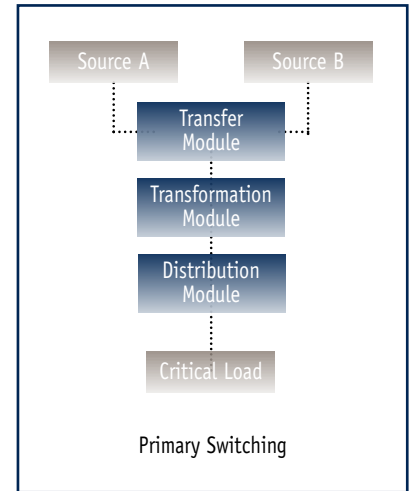 Source A
Source B
Transfer
Module
Transformation
Module
Distribution
Module
Critical Load
Primary Switching